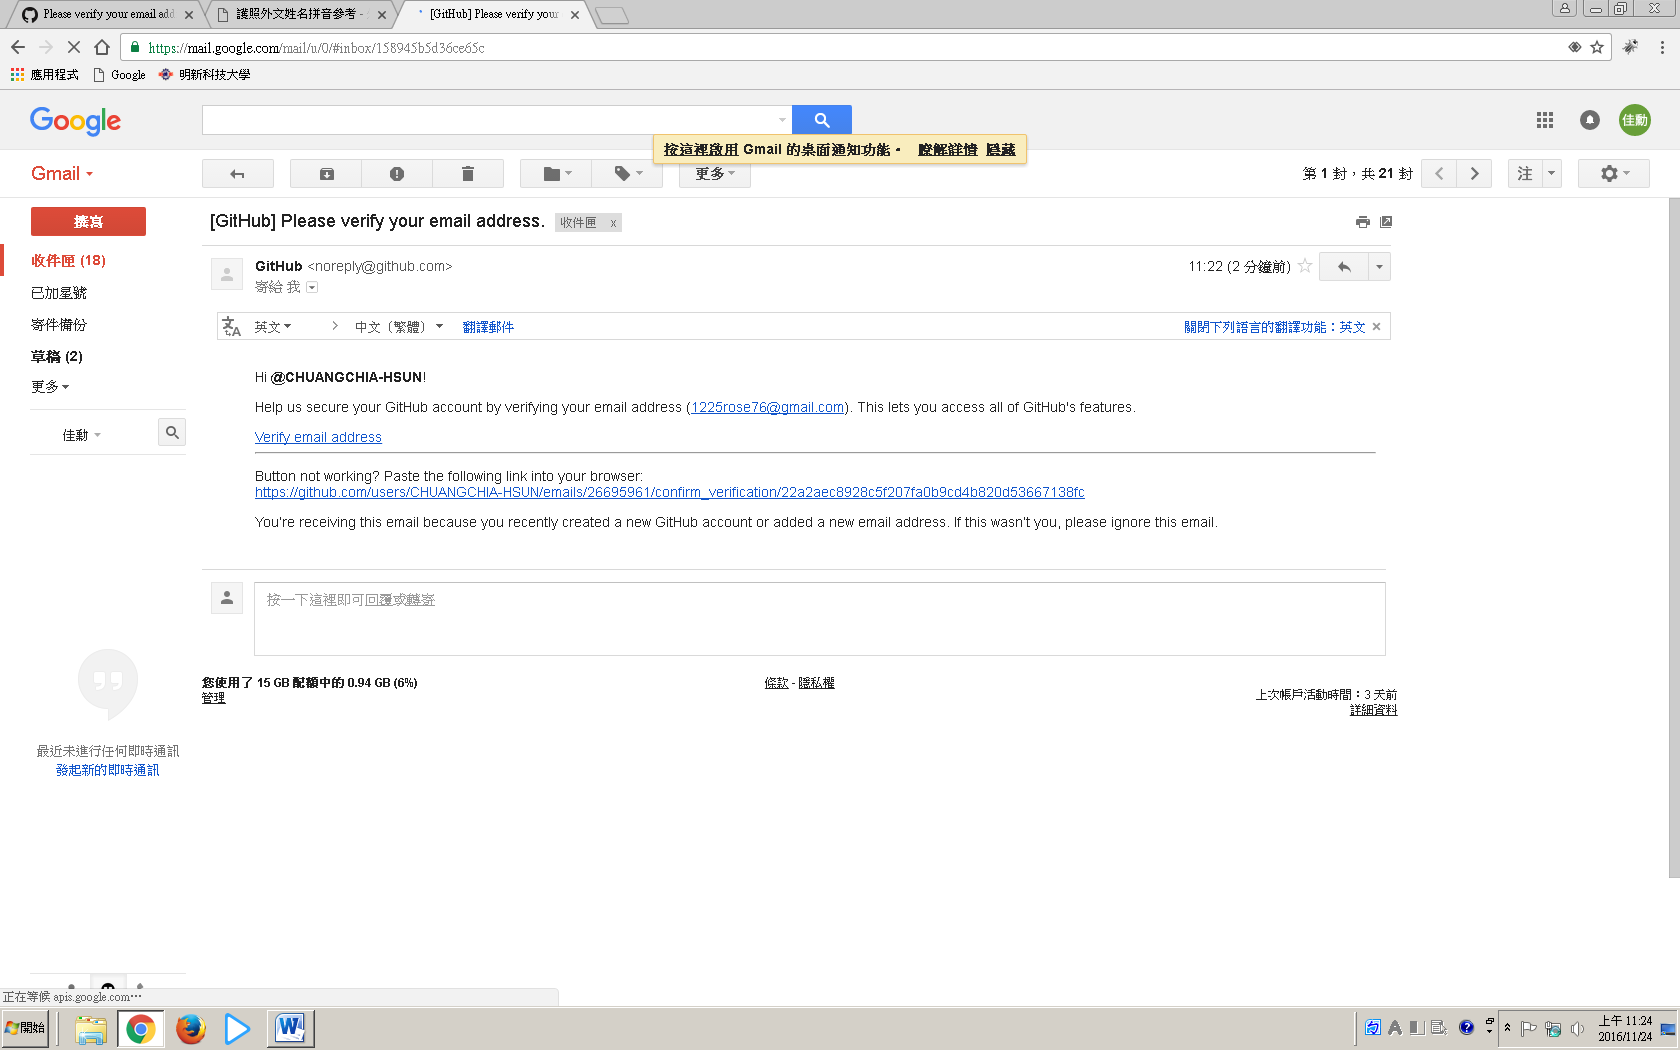 Please verify your email add
護照外文姓名拼音參考 -
[GitHub] Please verify your
https://mail.google.com/mail/u/0/#inbox/158945b5d36ce65c
應用程式
Google
明新科技大學
Google
佳勳
按這裡啟用 Gmail 的桌面通知功能。 瞭解詳情 隱藏
Gmail
更多
第 1 封，共 21 封
注
撰寫
[GitHub] Please verify your email address.
收件匣 x
收件匣 (18)
已加星號
寄件備份
草稿 (2)
更多
佳勳
GitHub <noreply@github.com>
11:22 (2 分鐘前)
寄給 我
英文
中文（繁體）
翻譯郵件
關閉下列語言的翻譯功能：英文
Hi @CHUANGCHIA-HSUN!
Help us secure your GitHub account by verifying your email address (1225rose76@gmail.com). This lets you access all of GitHub's features.
Verify email address
Button not working? Paste the following link into your browser:
https://github.com/users/CHUANGCHIA-HSUN/emails/26695961/confirm_verification/22a2aec8928c5f207fa0b9cd4b820d53667138fc
You're receiving this email because you recently created a new GitHub account or added a new email address. If this wasn't you, please ignore this email.
按一下這裡即可回覆或轉寄
您使用了 15 GB 配額中的 0.94 GB (6%)
管理
條款 - 隱私權
上次帳戶活動時間：3 天前
詳細資料
最近未進行任何即時通訊
發起新的即時通訊
正在等候 apis.google.com…
開始
上午 11:24
2016/11/24